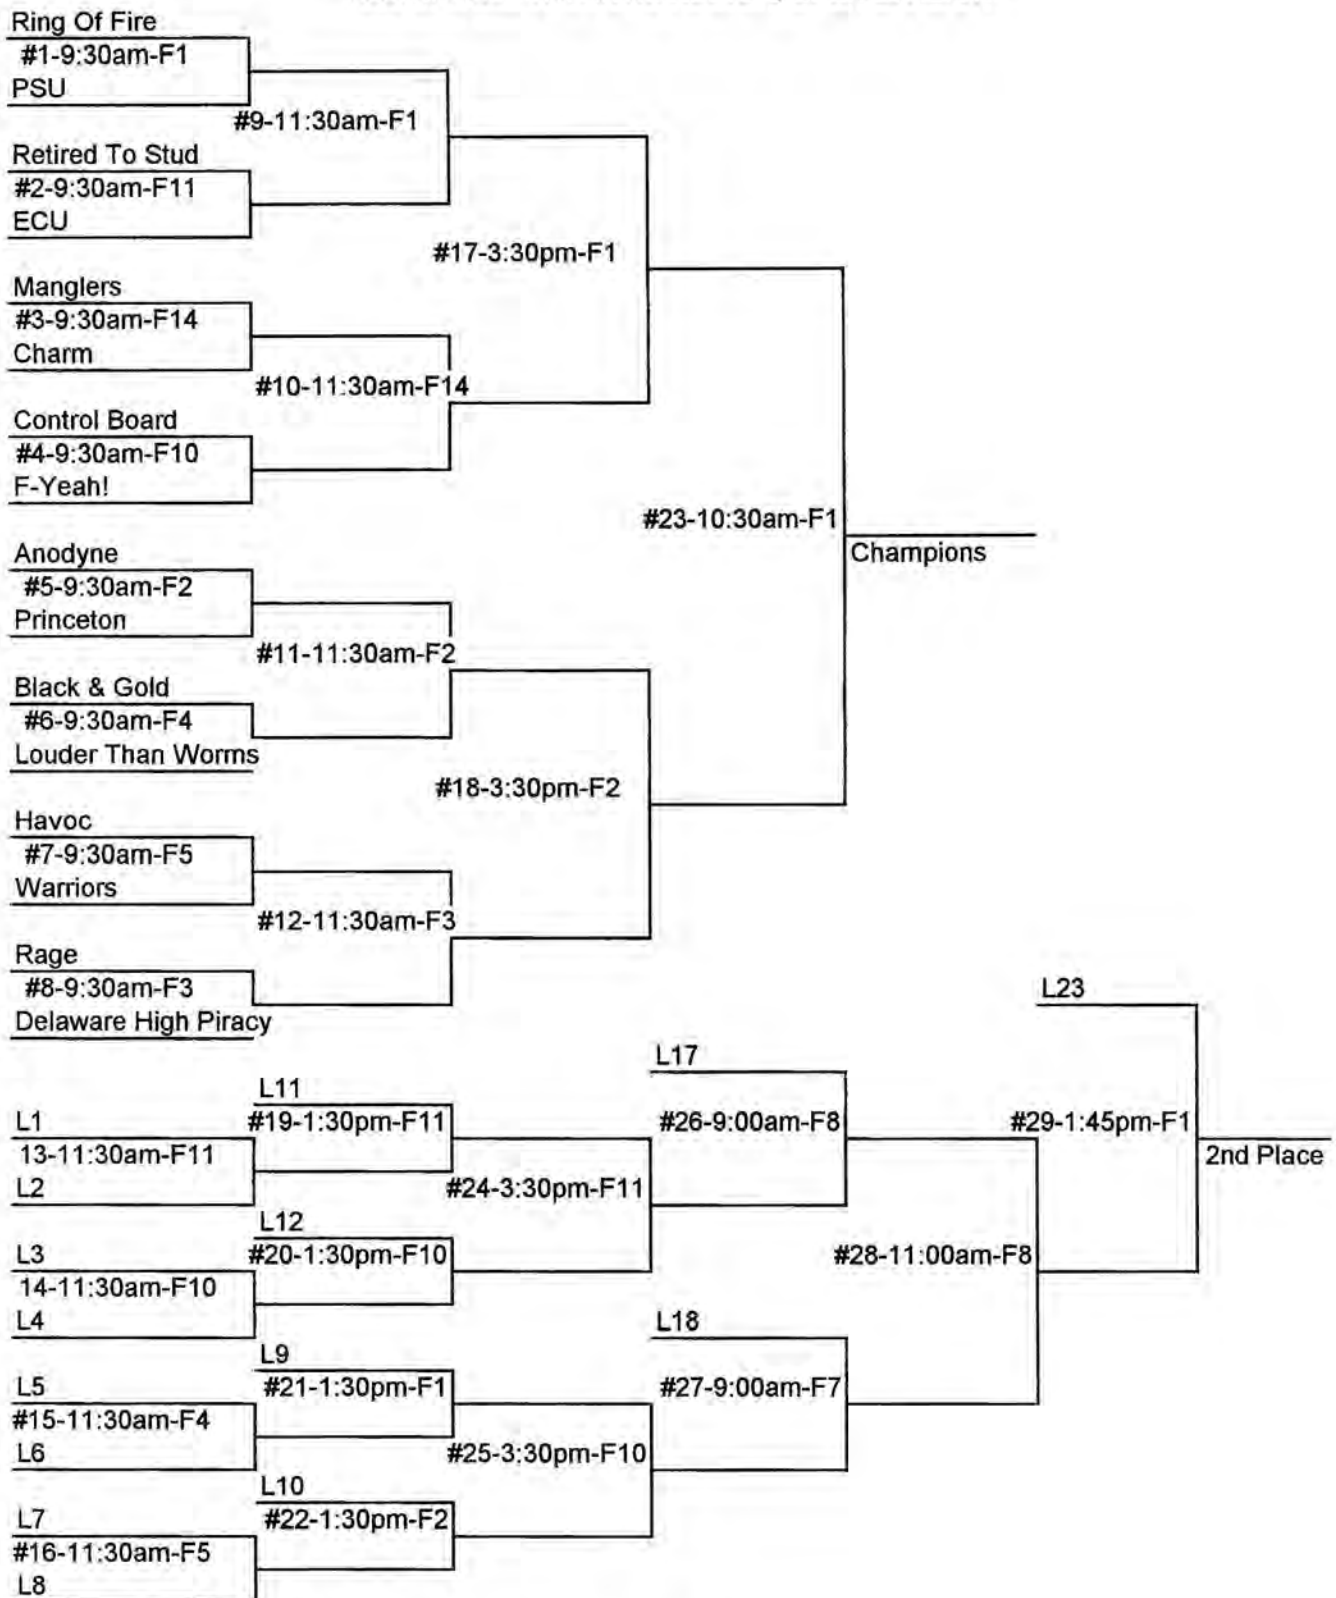 Ring Of Fire
#1-9:30am-F1
PSU
#9-11:30am-F1
Retired To Stud
#2-9:30am-F11
ECU
#17-3:30pm-F1
Manglers
#3-9:30am-F14
Charm
#10-11:30am-F14
Control Board
#4-9:30am-F10
F-Yeah!
#23-10:30am-F1
Champions
Anodyne
#5-9:30am-F2
Princeton
#11-11:30am-F2
Black & Gold
#6-9:30am-F4
Louder Than Worms
#18-3:30pm-F2
Havoc
#7-9:30am-F5
Warriors
#12-11:30am-F3
Rage
#8-9:30am-F3
Delaware High Piracy
L23
L17
L11
L1
#19-1:30pm-F11
#26-9:00am-F8
#29-1:45pm-F1
13-11:30am-F11
2nd Place
L2
#24-3:30pm-F11
L12
L3
#20-1:30pm-F10
#28-11:00am-F8
14-11:30am-F10
L4
L18
L9
L5
#21-1:30pm-F1
#27-9:00am-F7
#15-11:30am-F4
L6
#25-3:30pm-F10
L10
L7
#22-1:30pm-F2
#16-11:30am-F5
L8